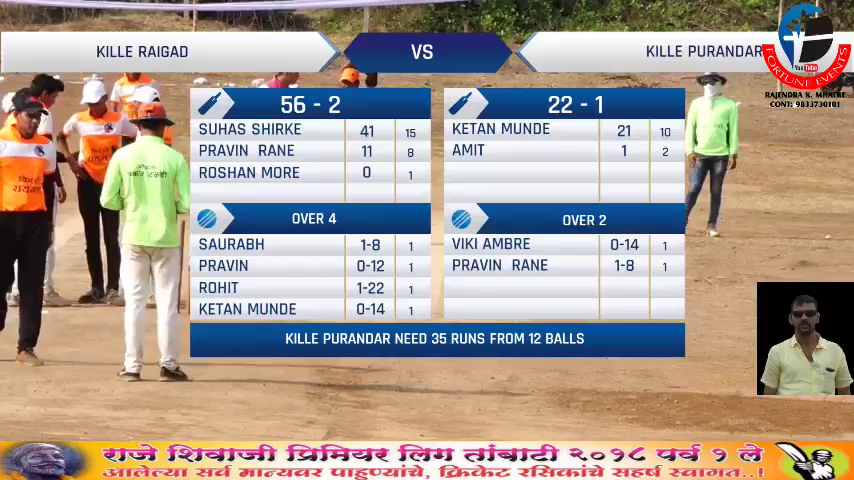 KILLE RAIGAD
VS
KILLE PURANDAR
YouTube
FORTUNE EVENTS
RAJENDRA K. MHATRE
CONT: 9833730101
56 - 2
SUHAS SHIRKE 41 15
PRAVIN RANE 11 8
ROSHAN MORE 0 1
OVER 4
SAURABH 1-8 1
PRAVIN 0-12 1
ROHIT 1-22 1
KETAN MUNDE 0-14 1
22 - 1
KETAN MUNDE 21 10
AMIT 1 2
OVER 2
VIKI AMBRE 0-14 1
PRAVIN RANE 1-8 1
KILLE PURANDAR NEED 35 RUNS FROM 12 BALLS
राजे शिवाजी प्रिमियर लिग तांबाटी २०१८ पर्व १ ले
आलेल्या सर्व मान्यवर पाहुण्यांचे, क्रिकेट रसिकांचे सहर्ष स्वागत..!